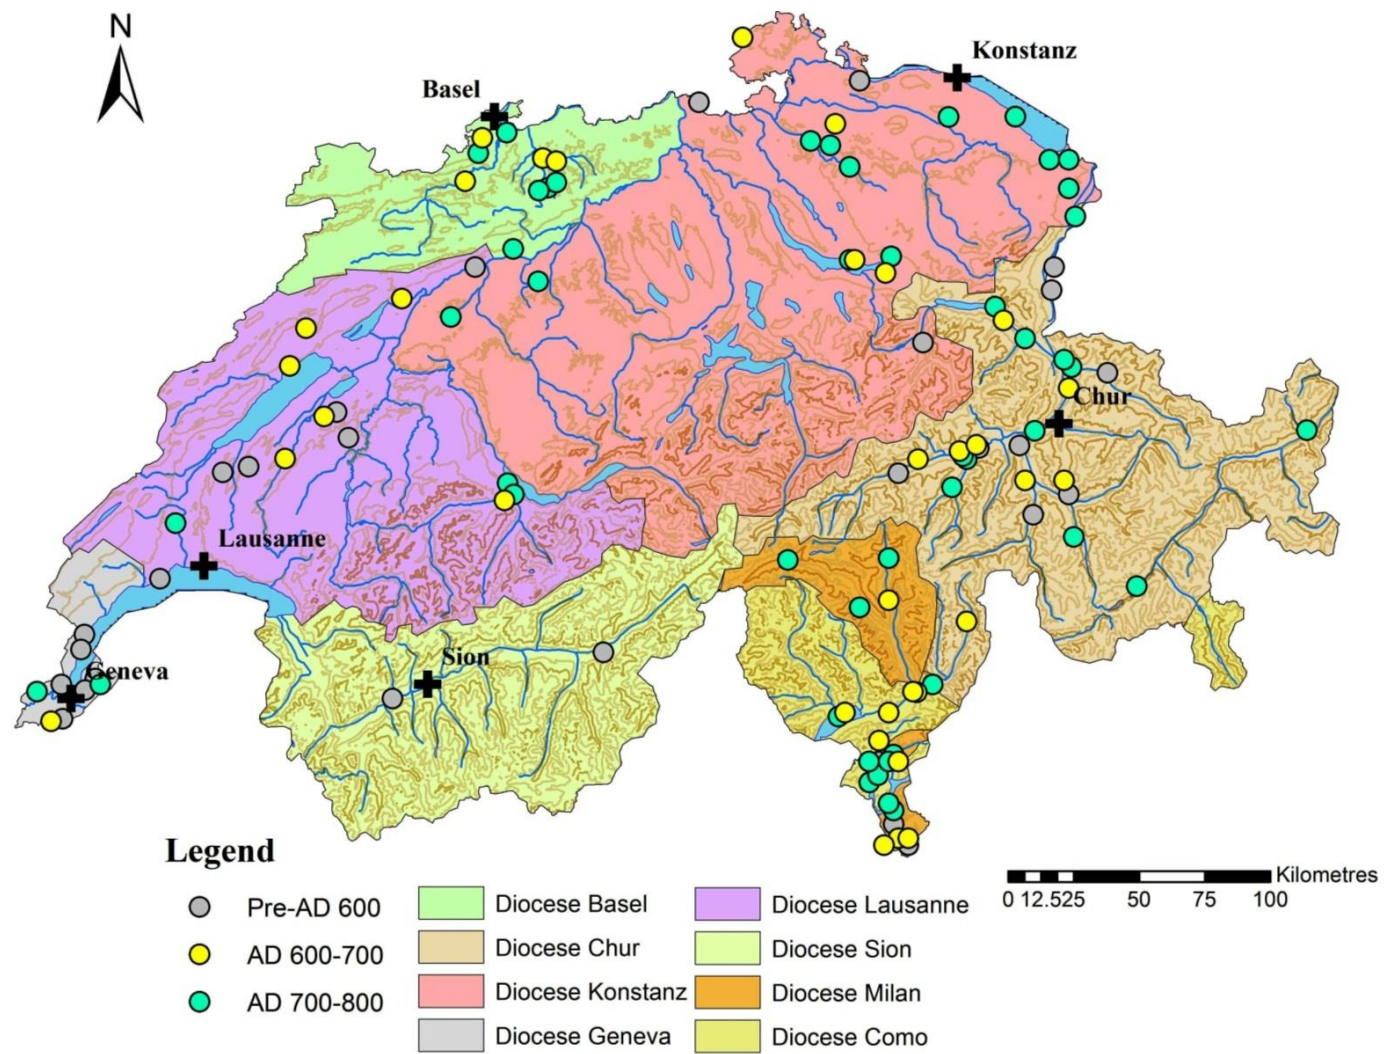 N
Konstanz
Basel
Chur
Lausanne
Geneva
Sion
Legend
Pre-AD 600
AD 600-700
AD 700-800
Diocese Basel
Diocese Chur
Diocese Konstanz
Diocese Geneva
Diocese Lausanne
Diocese Sion
Diocese Milan
Diocese Como
Kilometres
0 12.525 50 75 100